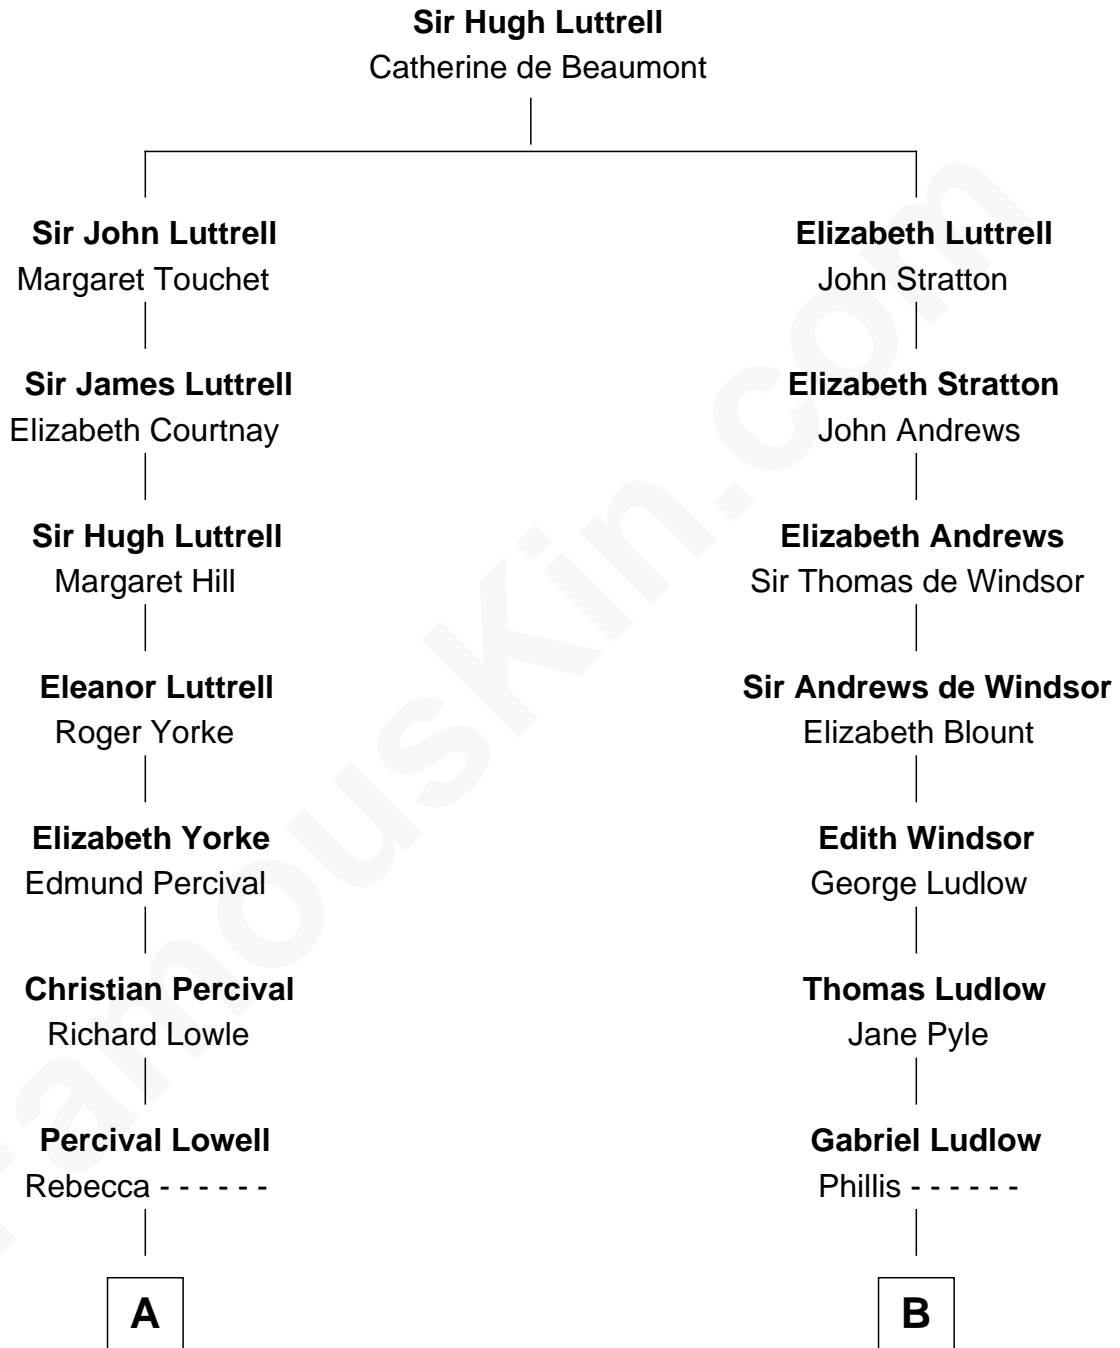 Sir Hugh Luttrell
Catherine de Beaumont
Sir John Luttrell
Margaret Touchet
Elizabeth Luttrell
John Stratton
Sir James Luttrell
Elizabeth Courtnay
Elizabeth Stratton
John Andrews
Sir Hugh Luttrell
Margaret Hill
Elizabeth Andrews
Sir Thomas de Windsor
Eleanor Luttrell
Roger Yorke
Sir Andrews de Windsor
Elizabeth Blount
Elizabeth Yorke
Edmund Percival
Edith Windsor
George Ludlow
Christian Percival
Richard Lowle
Thomas Ludlow
Jane Pyle
Percival Lowell
Rebecca - - - - - -
Gabriel Ludlow
Phillis - - - - - -
A
B
FamousKin.com